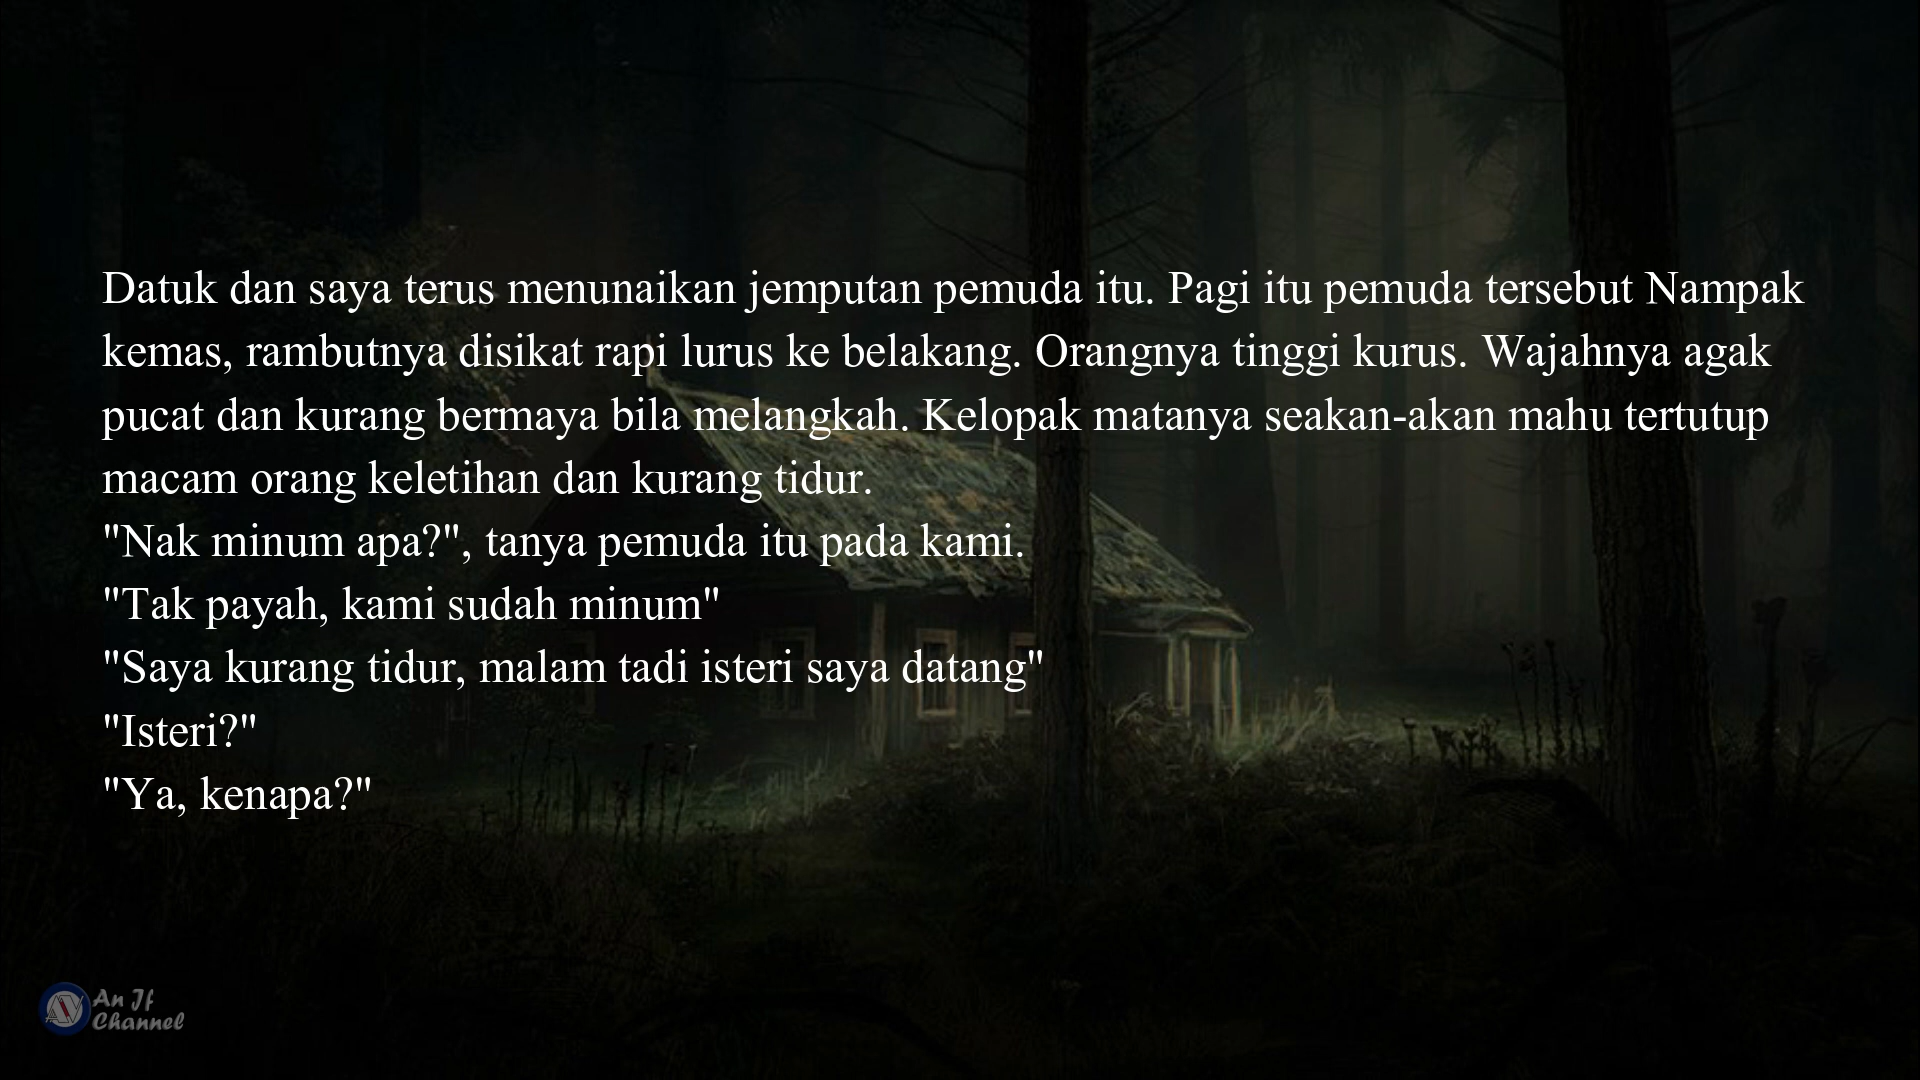 Datuk dan saya terus menunaikan jemputan pemuda itu. Pagi itu pemuda tersebut Nampak
kemas, rambutnya disikat rapi lurus ke belakang. Orangnya tinggi kurus. Wajahnya agak
pucat dan kurang bermaya bila melangkah. Kelopak matanya seakan-akan mahu tertutup
macam orang keletihan dan kurang tidur.
"Nak minum apa?", tanya pemuda itu pada kami.
"Tak payah, kami sudah minum"
"Saya kurang tidur, malam tadi isteri saya datang"
"Isteri?"
"Ya, kenapa?"
An If
Channel